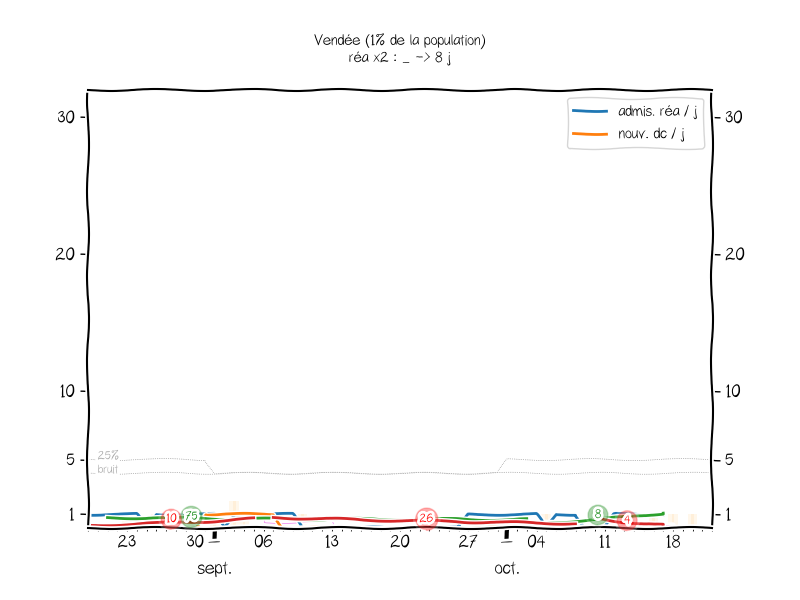 Vendée (1% de la population)
réa x2 : _ -> 8 j
admis. réa / j
nouv. dc / j
30 30
20 20
10 10
5 5
1 1
25%
bruit
10 75 26 8 4
23 30 06 13 20 27 04 11 18
sept. oct.